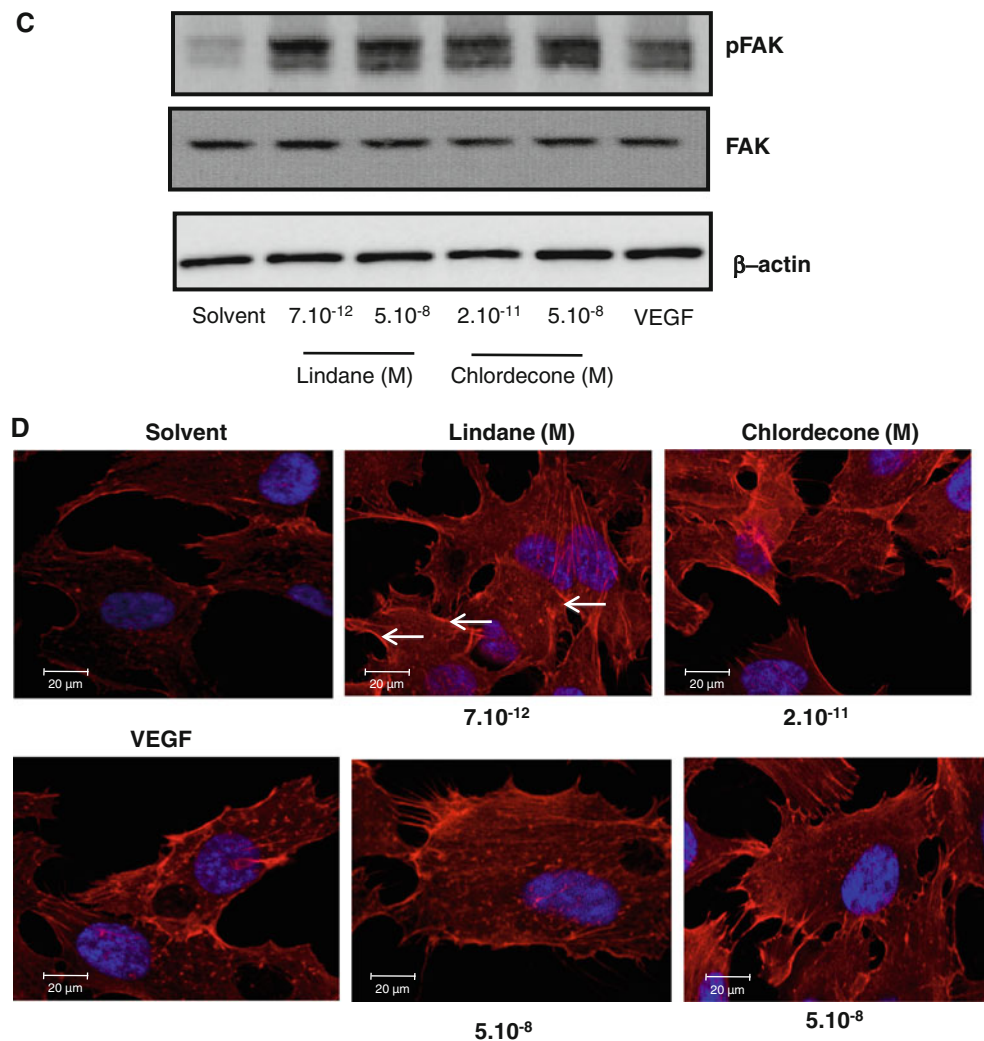 C
pFAK
FAK
β–actin
Solvent 7.10⁻¹² 5.10⁻⁸ 2.10⁻¹¹ 5.10⁻⁸ VEGF
Lindane (M) Chlordecone (M)
D
Solvent Lindane (M) Chlordecone (M)
20 µm 20 µm 20 µm
7.10⁻¹² 2.10⁻¹¹
VEGF
20 µm 20 µm 20 µm
5.10⁻⁸ 5.10⁻⁸